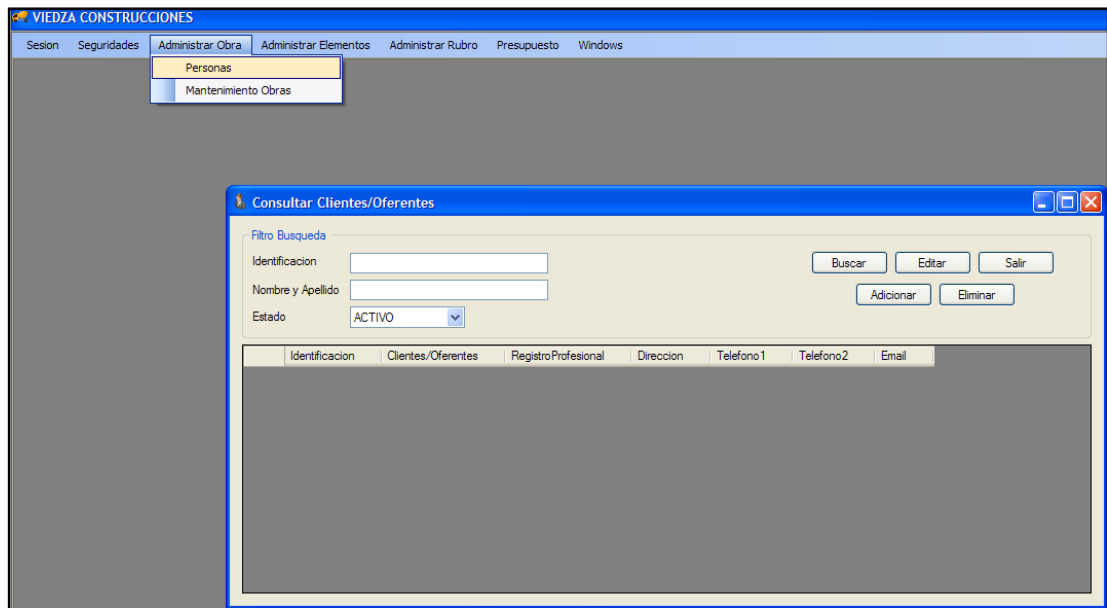 VIEDZA CONSTRUCCIONES
Sesion Seguridades Administrar Obra Administrar Elementos Administrar Rubro Presupuesto Windows
Personas
Mantenimiento Obras
Consultar Clientes/Oferentes
Filtro Busqueda
Identificacion Buscar Editar Salir
Nombre y Apellido Adicionar Eliminar
Estado ACTIVO
Identificacion Clientes/Oferentes RegistroProfesional Direccion Telefono1 Telefono2 Email